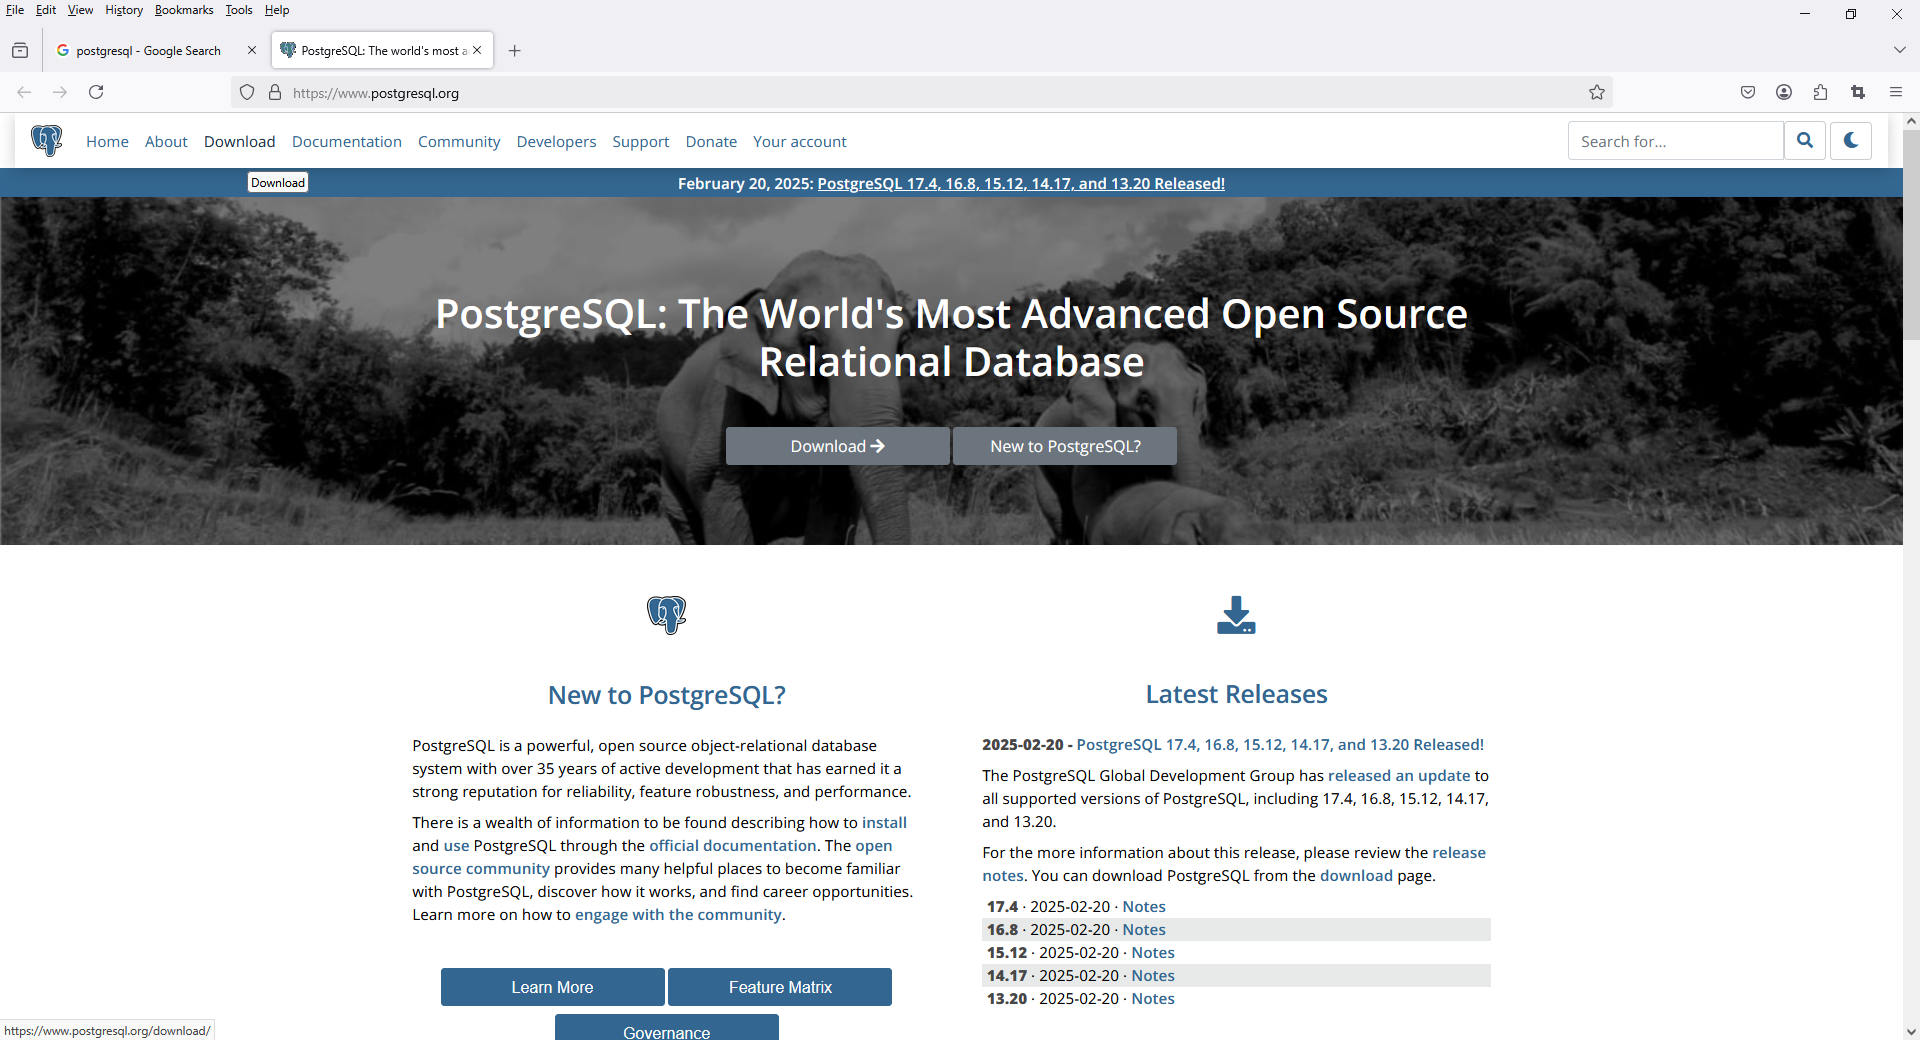 File Edit View History Bookmarks Tools Help
postgresql - Google Search
PostgreSQL: The world's most a
https://www.postgresql.org
Home About Download Documentation Community Developers Support Donate Your account
Search for...
Download
February 20, 2025: PostgreSQL 17.4, 16.8, 15.12, 14.17, and 13.20 Released!
PostgreSQL: The World's Most Advanced Open Source
Relational Database
Download
New to PostgreSQL?
New to PostgreSQL?
PostgreSQL is a powerful, open source object-relational database
system with over 35 years of active development that has earned it a
strong reputation for reliability, feature robustness, and performance.
There is a wealth of information to be found describing how to install
and use PostgreSQL through the official documentation. The open
source community provides many helpful places to become familiar
with PostgreSQL, discover how it works, and find career opportunities.
Learn more on how to engage with the community.
Learn More
Feature Matrix
Governance
Latest Releases
2025-02-20 - PostgreSQL 17.4, 16.8, 15.12, 14.17, and 13.20 Released!
The PostgreSQL Global Development Group has released an update to
all supported versions of PostgreSQL, including 17.4, 16.8, 15.12, 14.17,
and 13.20.
For the more information about this release, please review the release
notes. You can download PostgreSQL from the download page.
17.4 · 2025-02-20 · Notes
16.8 · 2025-02-20 · Notes
15.12 · 2025-02-20 · Notes
14.17 · 2025-02-20 · Notes
13.20 · 2025-02-20 · Notes
https://www.postgresql.org/download/